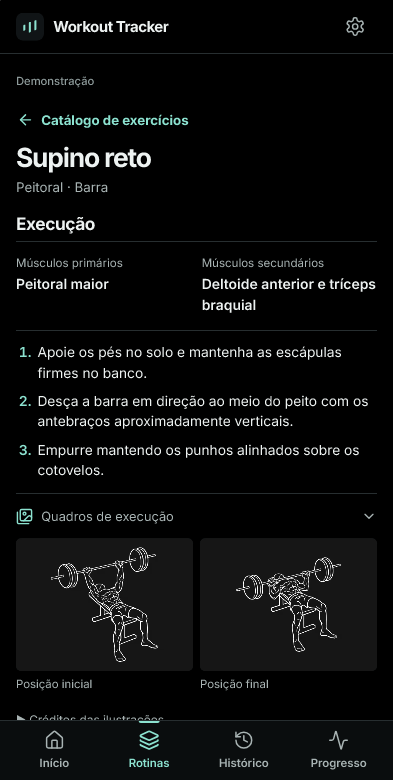 Workout Tracker
Demonstração
Catálogo de exercícios
Supino reto
Peitoral · Barra
Execução
Músculos primários
Peitoral maior
Músculos secundários
Deltoide anterior e tríceps
braquial
1. Apoie os pés no solo e mantenha as escápulas
firmes no banco.
2. Desça a barra em direção ao meio do peito com os
antebraços aproximadamente verticais.
3. Empurre mantendo os punhos alinhados sobre os
cotovelos.
Quadros de execução
Posição inicial
Posição final
Créditos das ilustrações
Início
Rotinas
Histórico
Progresso